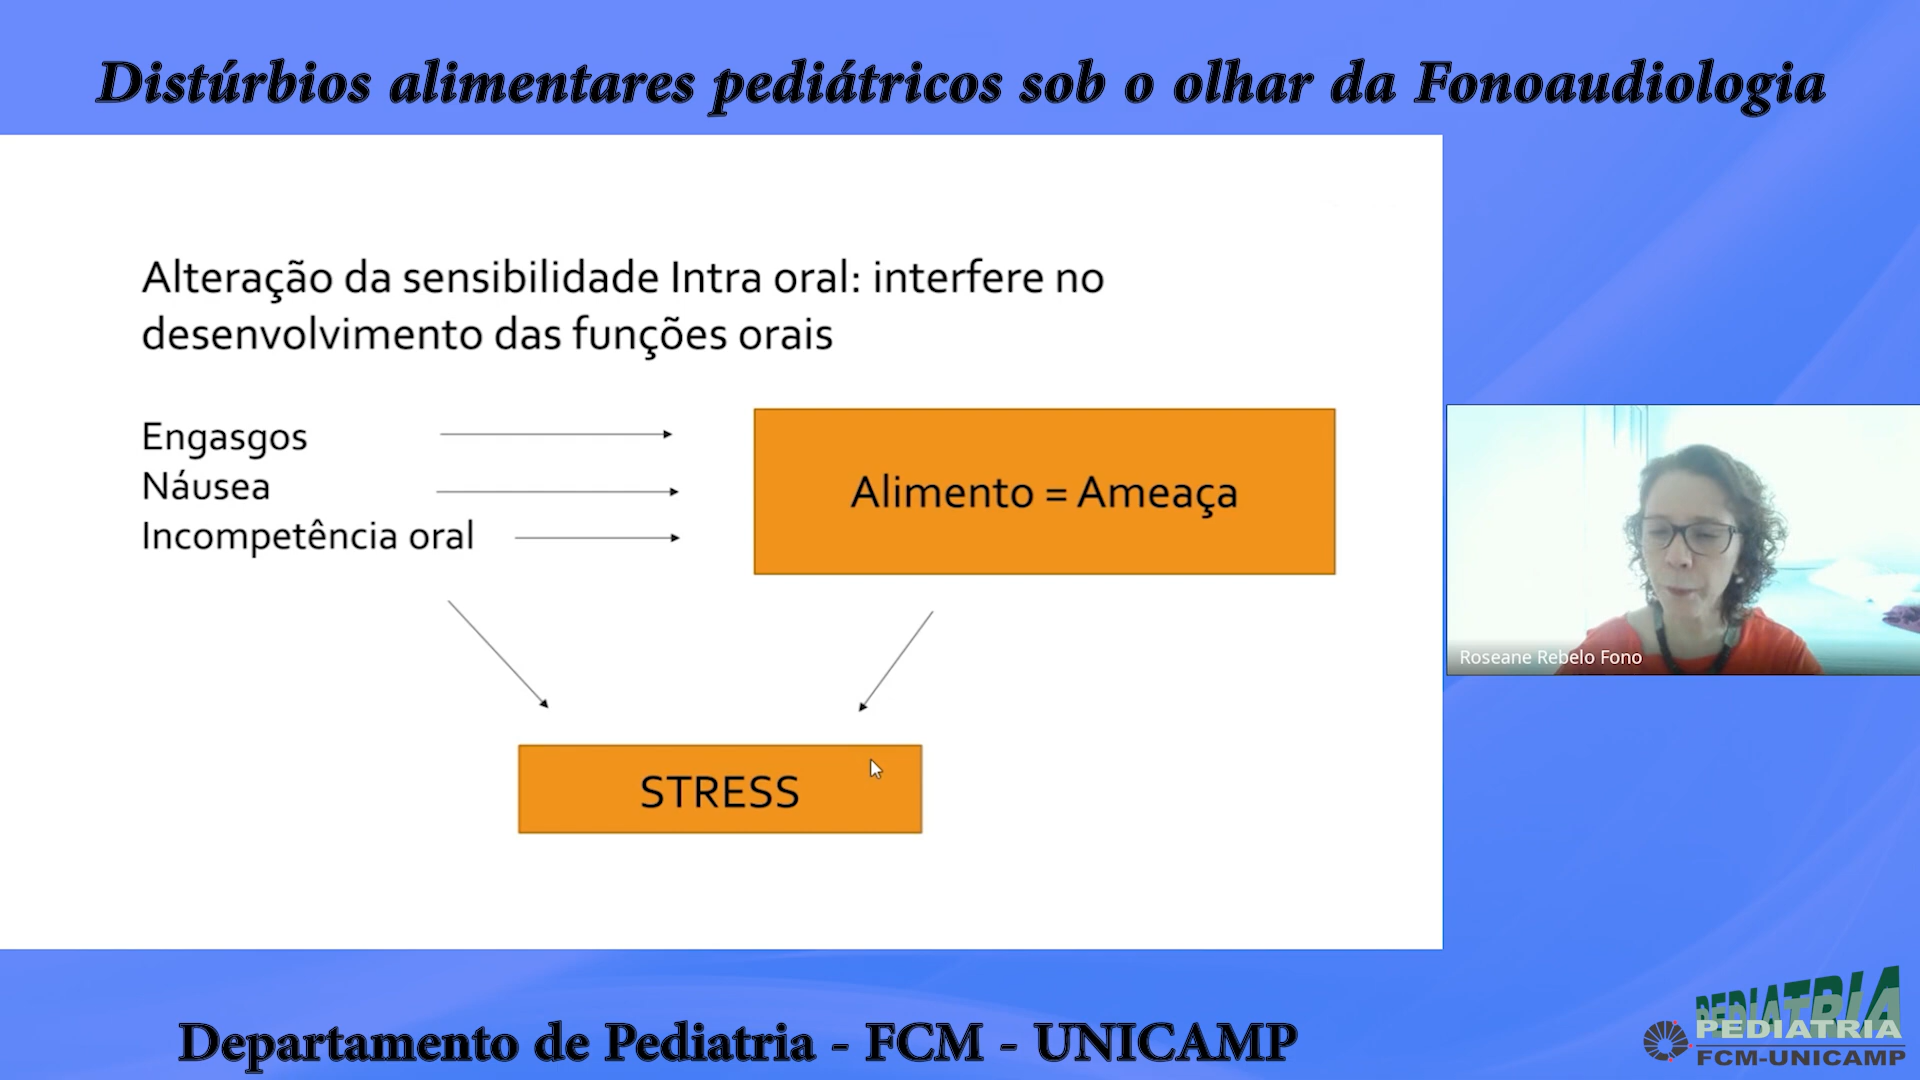 Distúrbios alimentares pediátricos sob o olhar da Fonoaudiologia
Alteração da sensibilidade Intra oral: interfere no
desenvolvimento das funções orais
Engasgos
Náusea
Incompetência oral
Alimento = Ameaça
STRESS
Roseane Rebelo Fono
Departamento de Pediatria - FCM - UNICAMP
PEDIATRIA
PEDIATRIA
FCM-UNICAMP